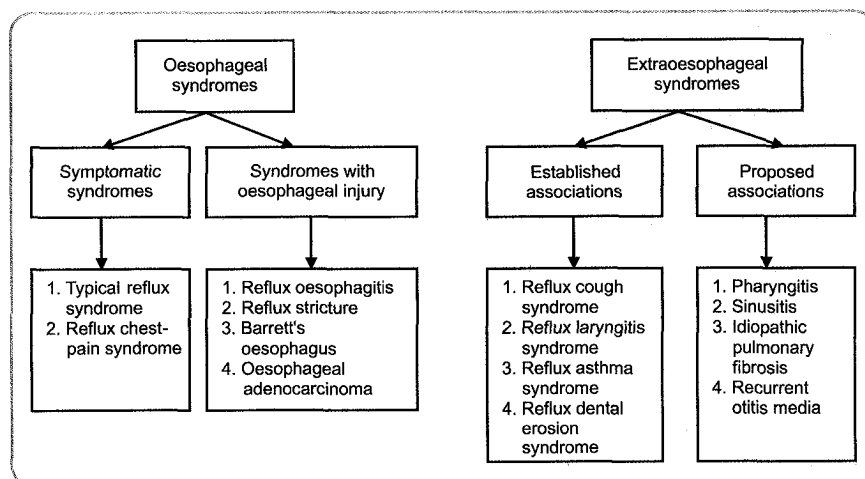 Oesophageal
syndromes
Extraoesophageal
syndromes
Symptomatic
syndromes
Syndromes with
oesophageal injury
Established
associations
Proposed
associations
1. Typical reflux
syndrome
2. Reflux chest-
pain syndrome
1. Reflux oesophagitis
2. Reflux stricture
3. Barrett's
oesophagus
4. Oesophageal
adenocarcinoma
1. Reflux cough
syndrome
2. Reflux laryngitis
syndrome
3. Reflux asthma
syndrome
4. Reflux dental
erosion
syndrome
1. Pharyngitis
2. Sinusitis
3. Idiopathic
pulmonary
fibrosis
4. Recurrent
otitis media